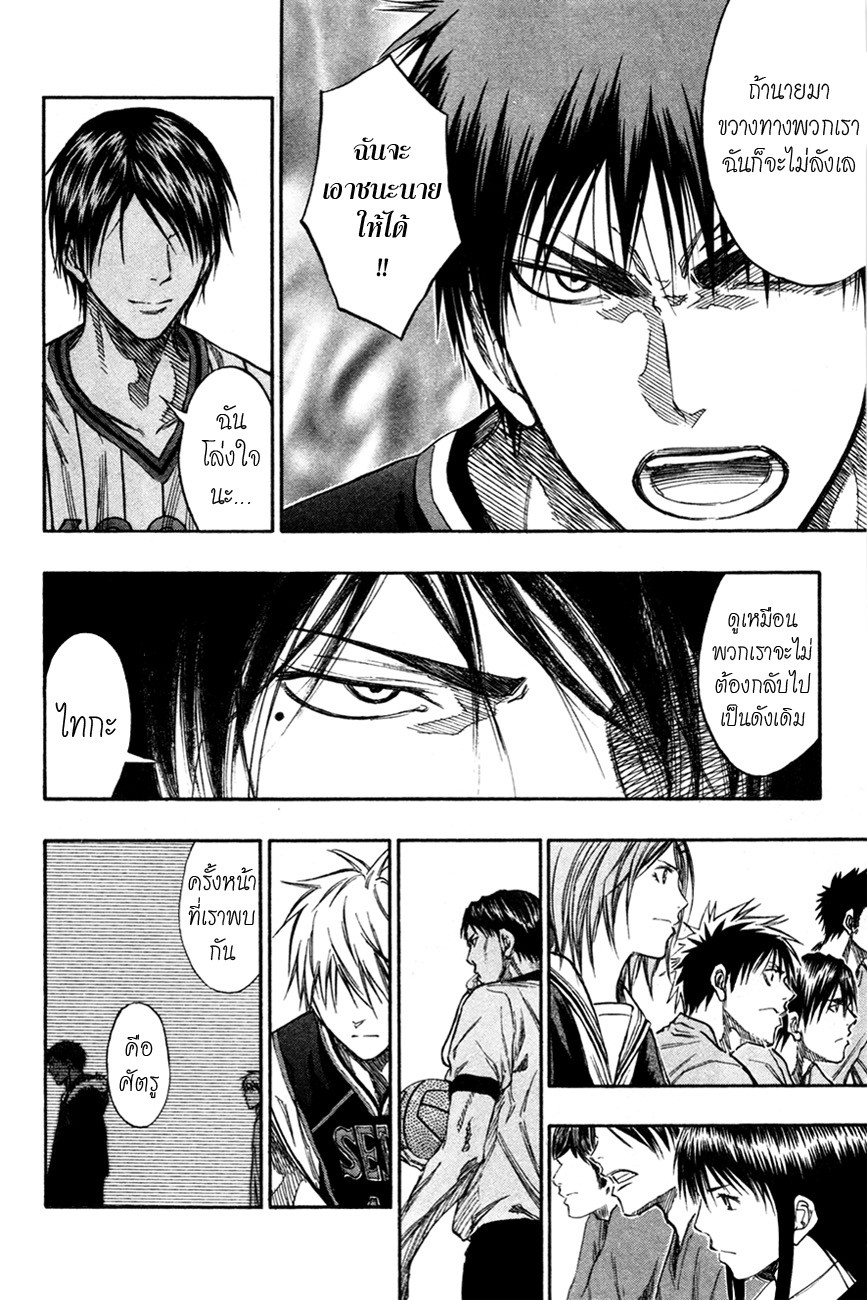 ถ้านายมา
ขวางทางพวกเรา
ฉันก็จะไม่ลังเล
ฉันจะ
เอาชนะนาย
ให้ได้
!!
ฉัน
โล่งใจ
นะ...
ดูเหมือน
พวกเราจะไม่
ต้องกลับไป
เป็นดังเดิม
ไทกะ
SE
ครั้งหน้า
ที่เราพบ
กัน
คือ
ศัตรู